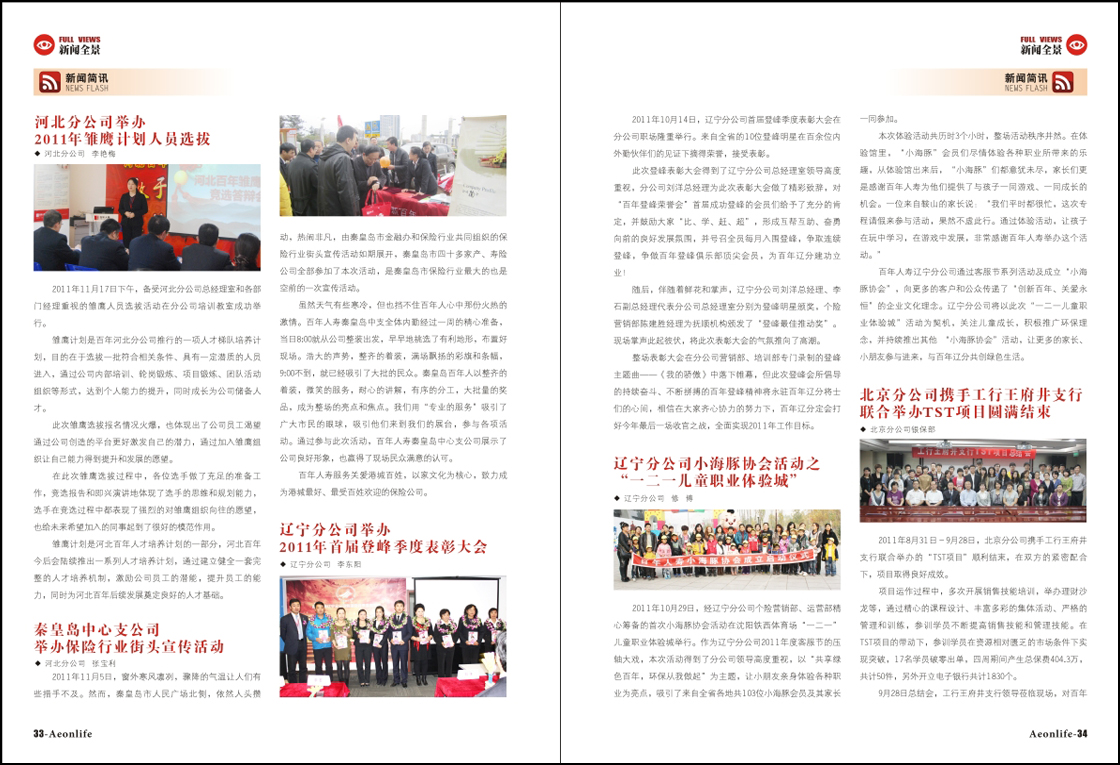 FULL VIEWS
新闻全景
新闻简讯
NEWS FLASH
河北分公司举办
2011年雏鹰计划人员选拔
◆ 河北分公司 李艳梅
2011年11月17日下午，备受河北分公司总经理室和各部
门经理重视的雏鹰人员选拔活动在分公司培训教室成功举
行。
雏鹰计划是百年河北分公司推行的一项人才梯队培养计
划，目的在于选拔一批符合相关条件、具有一定潜质的人员
进入，通过公司内部培训、轮岗锻炼、项目锻炼、团队活动
组织等形式，达到个人能力的提升，同时成长为公司储备人
才。
此次雏鹰选拔报名情况火爆，也体现出了公司员工渴望
通过公司创造的平台更好激发自己的潜力，通过加入雏鹰组
织让自己能得到提升和发展的愿望。
在此次雏鹰选拔过程中，各位选手做了充足的准备工
作，竞选报告和即兴演讲地体现了选手的思维和规划能力，
选手在竞选过程中都表现了强烈的对雏鹰组织向往的愿望，
也给未来希望加入的同事起到了很好的模范作用。
雏鹰计划是河北百年人才培养计划的一部分，河北百年
今后会陆续推出一系列人才培养计划，通过建立健全一套完
整的人才培养机制，激励公司员工的潜能，提升员工的能
力，同时为河北百年后续发展奠定良好的人才基础。
秦皇岛中心支公司
举办保险行业街头宣传活动
◆ 河北分公司 张宝利
2011年11月5日，窗外寒风凛冽，骤降的气温让人们有
些措手不及。然而，秦皇岛市人民广场北侧，依然人头攒
动，热闹非凡，由秦皇岛市金融办和保险行业共同组织的保
险行业街头宣传活动如期展开，秦皇岛市四十多家产、寿险
公司全部参加了本次活动，是秦皇岛市保险行业最大的也是
空前的一次宣传活动。
虽然天气有些寒冷，但也挡不住百年人心中那份火热的
激情。百年人寿秦皇岛中支全体内勤经过一周的精心准备，
当日8:00就从公司整装出发，早早地挑选了有利地形，布置好
现场。浩大的声势，整齐的着装，满场飘扬的彩旗和条幅，
9:00不到，就已经吸引了大批的民众。秦皇岛百年人以整齐的
着装，微笑的服务，耐心的讲解，有序的分工，大批量的奖
品，成为整场的亮点和焦点。我们用“专业的服务”吸引了
广大市民的眼球，吸引他们来到我们的展台，参与各项活
动。通过参与此次活动，百年人寿秦皇岛中心支公司展示了
公司良好形象，也赢得了现场民众满意的认可。
百年人寿服务关爱港城百姓，以家文化为核心，致力成
为港城最好、最受百姓欢迎的保险公司。
辽宁分公司举办
2011年首届登峰季度表彰大会
◆ 辽宁分公司 李东阳
33-Aeonlife
FULL VIEWS
新闻全景
新闻简讯
NEWS FLASH
2011年10月14日，辽宁分公司首届登峰季度表彰大会在
分公司职场隆重举行。来自全省的10位登峰明星在百余位内
外勤伙伴们的见证下摘得荣誉，接受表彰。
此次登峰表彰大会得到了辽宁分公司总经理室领导高度
重视，分公司刘洋总经理为此次表彰大会做了精彩致辞，对
“百年登峰荣誉会”首届成功登峰的会员们给予了充分的肯
定，并鼓励大家“比、学、赶、超”，形成互帮互助、奋勇
向前的良好发展氛围，并号召全员每月入围登峰，争取连续
登峰，争做百年登峰俱乐部顶尖会员，为百年辽分建功立
业！
随后，伴随着鲜花和掌声，辽宁分公司刘洋总经理、李
石副总经理代表分公司总经理室分别为登峰明星颁奖，个险
营销部陈建胜经理为抚顺机构颁发了“登峰最佳推动奖”。
现场掌声此起彼伏，将此次表彰大会的气氛推向了高潮。
整场表彰大会在分公司营销部、培训部专门录制的登峰
主题曲——《我的骄傲》中落下帷幕，但此次登峰会所倡导
的持续奋斗、不断拼搏的百年登峰精神将永驻百年辽分将士
们的心间，相信在大家齐心协力的努力下，百年辽分定会打
好今年最后一场收官之战，全面实现2011年工作目标。
辽宁分公司小海豚协会活动之
“一二一儿童职业体验城”
◆ 辽宁分公司 修 博
2011年10月29日，经辽宁分公司个险营销部、运营部精
心筹备的首次小海豚协会活动在沈阳铁西体育场“一二一”
儿童职业体验城举行。作为辽宁分公司2011年度客服节的压
轴大戏，本次活动得到了分公司领导高度重视，以“共享绿
色百年，环保从我做起”为主题，让小朋友亲身体验各种职
业为亮点，吸引了来自全省各地共103位小海豚会员及其家长
一同参加。
本次体验活动共历时3个小时，整场活动秩序井然。在体
验馆里，“小海豚”会员们尽情体验各种职业所带来的乐
趣。从体验馆出来后，“小海豚”们都意犹未尽，家长们更
是感谢百年人寿为他们提供了与孩子一同游戏、一同成长的
机会。一位来自鞍山的家长说：“我们平时都很忙，这次专
程请假来参与活动，果然不虚此行。通过体验活动，让孩子
在玩中学习，在游戏中发展，非常感谢百年人寿举办这个活
动。”
百年人寿辽宁分公司通过客服节系列活动及成立“小海
豚协会”，向更多的客户和公众传递了“创新百年、关爱永
恒”的企业文化理念。辽宁分公司将以此次“一二一儿童职
业体验城”活动为契机，关注儿童成长，积极推广环保理
念，并持续推出其他 “小海豚协会”活动，让更多的家长、
小朋友参与进来，与百年辽分共创绿色生活。
北京分公司携手工行王府井支行
联合举办TST项目圆满结束
◆ 北京分公司银保部
2011年8月31日－9月28日，北京分公司携手工行王府井
支行联合举办的“TST项目”顺利结束，在双方的紧密配合
下，项目取得良好成效。
项目运作过程中，多次开展销售技能培训，举办理财沙
龙等，通过精心的课程设计、丰富多彩的集体活动、严格的
管理和训练，参训学员不断提高销售技能和管理技能。在
TST项目的带动下，参训学员在资源相对匮乏的市场条件下实
现突破，17名学员破零出单，四周期间产生总保费404.3万，
共计50件，另外开立电子银行共计1830个。
9月28日总结会，工行王府井支行领导莅临现场，对百年
Aeonlife-34